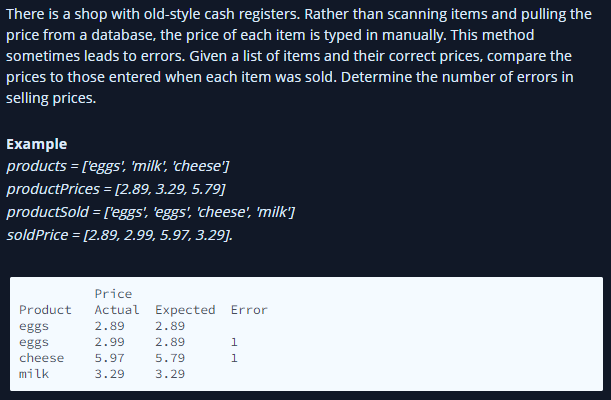 There is a shop with old-style cash registers. Rather than scanning items and pulling the
price from a database, the price of each item is typed in manually. This method
sometimes leads to errors. Given a list of items and their correct prices, compare the
prices to those entered when each item was sold. Determine the number of errors in
selling prices.
Example
products = ['eggs', 'milk', 'cheese']
productPrices = [2.89, 3.29, 5.79]
productSold = ['eggs', 'eggs', 'cheese', 'milk']
soldPrice = [2.89, 2.99, 5.97, 3.29].
Price
Product Actual Expected Error
eggs 2.89 2.89
eggs 2.99 2.89 1
cheese 5.97 5.79 1
milk 3.29 3.29